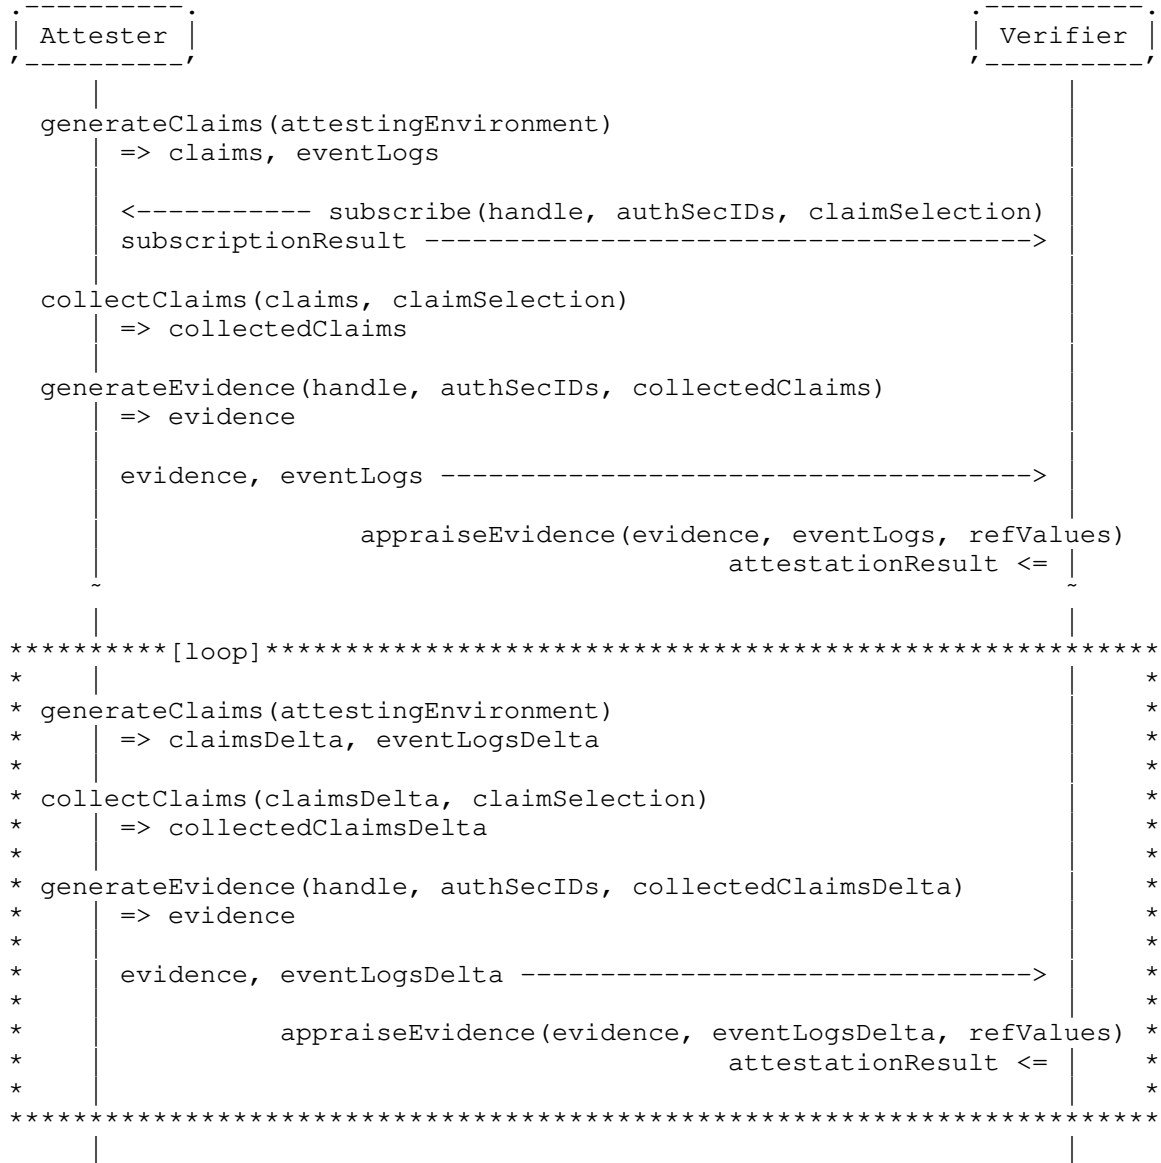 Attester Verifier
generateClaims(attestingEnvironment)
=> claims, eventLogs
<----------- subscribe(handle, authSecIDs, claimSelection)
subscriptionResult -------------------------------------->
collectClaims(claims, claimSelection)
=> collectedClaims
generateEvidence(handle, authSecIDs, collectedClaims)
=> evidence
evidence, eventLogs ------------------------------------->
appraiseEvidence(evidence, eventLogs, refValues)
attestationResult <=
~ ~
**********[loop]********************************************************
generateClaims(attestingEnvironment)
=> claimsDelta, eventLogsDelta
collectClaims(claimsDelta, claimSelection)
=> collectedClaimsDelta
generateEvidence(handle, authSecIDs, collectedClaimsDelta)
=> evidence
evidence, eventLogsDelta -------------------------------->
appraiseEvidence(evidence, eventLogsDelta, refValues)
attestationResult <=
************************************************************************